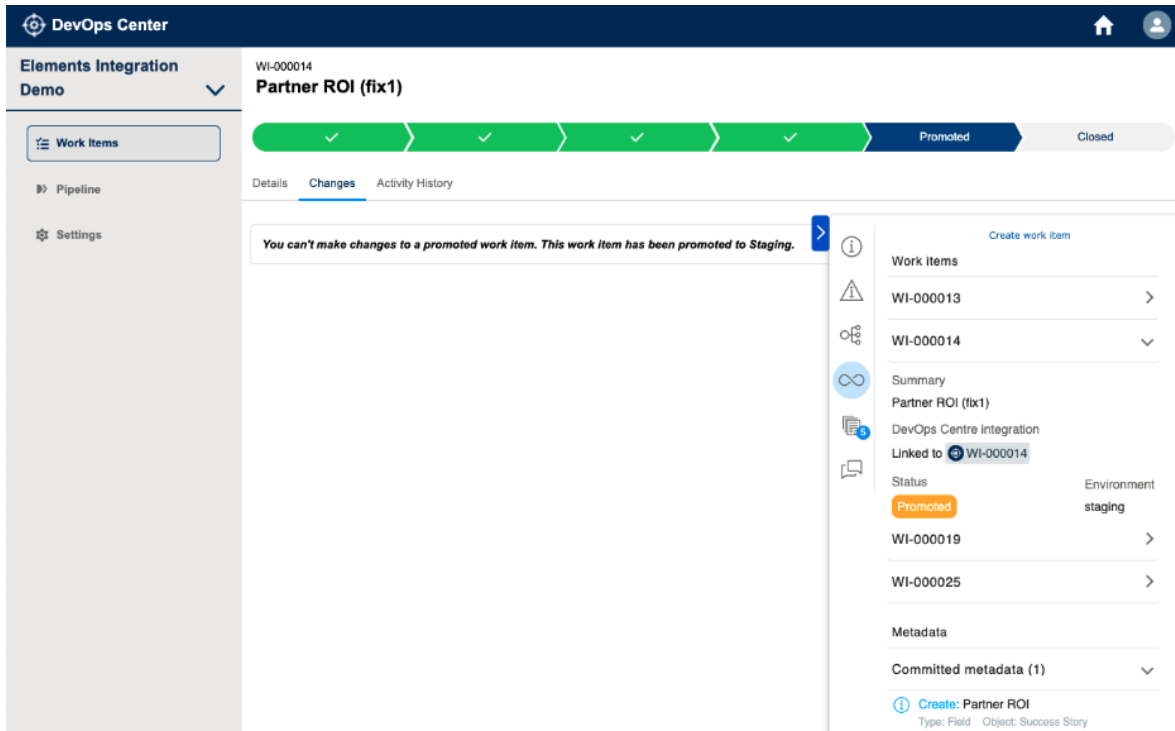 DevOps Center
Elements Integration
Demo
Work Items
Pipeline
Settings
WI-000014
Partner ROI (fix1)
Promoted
Closed
Details
Changes
Activity History
You can't make changes to a promoted work item. This work item has been promoted to Staging.
Create work item
Work items
WI-000013
WI-000014
Summary
Partner ROI (fix1)
DevOps Centre integration
Linked to WI-000014
Status
Environment
Promoted
staging
WI-000019
WI-000025
5
Metadata
Committed metadata (1)
Create: Partner ROI
Type: Field Object: Success Story